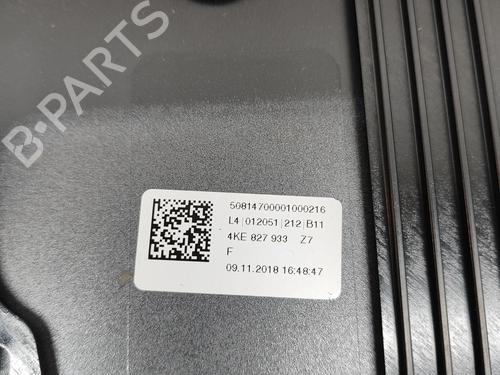 B-PARTS
50814700001000216
L4|012051|212|B11
4KE 827 933 Z7
F
09.11.2018 16:48:47